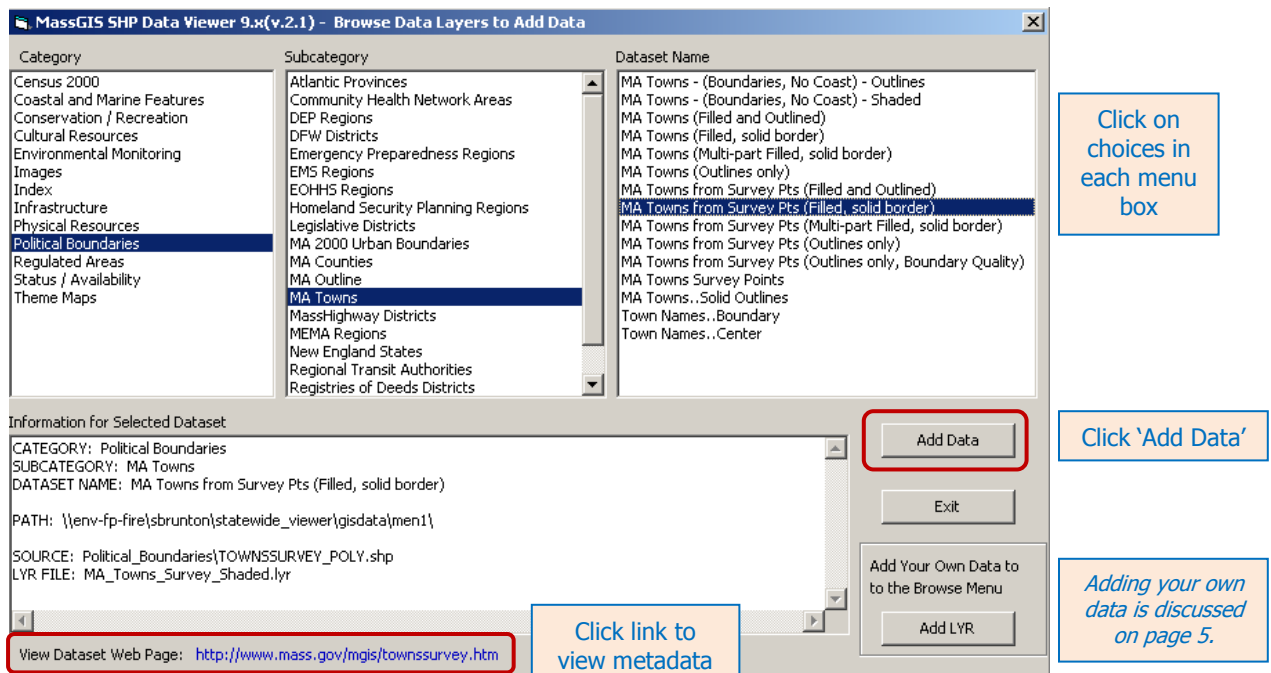 MassGIS SHP Data Viewer 9.x(v.2.1) - Browse Data Layers to Add Data
Category
Census 2000
Coastal and Marine Features
Conservation / Recreation
Cultural Resources
Environmental Monitoring
Images
Index
Infrastructure
Physical Resources
Political Boundaries
Regulated Areas
Status / Availability
Theme Maps
Subcategory
Atlantic Provinces
Community Health Network Areas
DEP Regions
DFW Districts
Emergency Preparedness Regions
EMS Regions
EOHHS Regions
Homeland Security Planning Regions
Legislative Districts
MA 2000 Urban Boundaries
MA Counties
MA Outline
MA Towns
MassHighway Districts
MEMA Regions
New England States
Regional Transit Authorities
Registries of Deeds Districts
Dataset Name
MA Towns - (Boundaries, No Coast) - Outlines
MA Towns - (Boundaries, No Coast) - Shaded
MA Towns (Filled and Outlined)
MA Towns (Filled, solid border)
MA Towns (Multi-part Filled, solid border)
MA Towns (Outlines only)
MA Towns from Survey Pts (Filled and Outlined)
MA Towns from Survey Pts (Filled, solid border)
MA Towns from Survey Pts (Multi-part Filled, solid border)
MA Towns from Survey Pts (Outlines only)
MA Towns from Survey Pts (Outlines only, Boundary Quality)
MA Towns Survey Points
MA Towns..Solid Outlines
Town Names..Boundary
Town Names..Center
Click on
choices in
each menu
box
Information for Selected Dataset
CATEGORY: Political Boundaries
SUBCATEGORY: MA Towns
DATASET NAME: MA Towns from Survey Pts (Filled, solid border)
PATH: \\env-fp-fire\sbrunton\statewide_viewer\gisdata\men1\
SOURCE: Political_Boundaries\TOWNSSURVEY_POLY.shp
LYR FILE: MA_Towns_Survey_Shaded.lyr
Add Data
Click ‘Add Data’
Exit
Add Your Own Data to
to the Browse Menu
Add LYR
Adding your own
data is discussed
on page 5.
View Dataset Web Page: http://www.mass.gov/mgis/townssurvey.htm
Click link to
view metadata